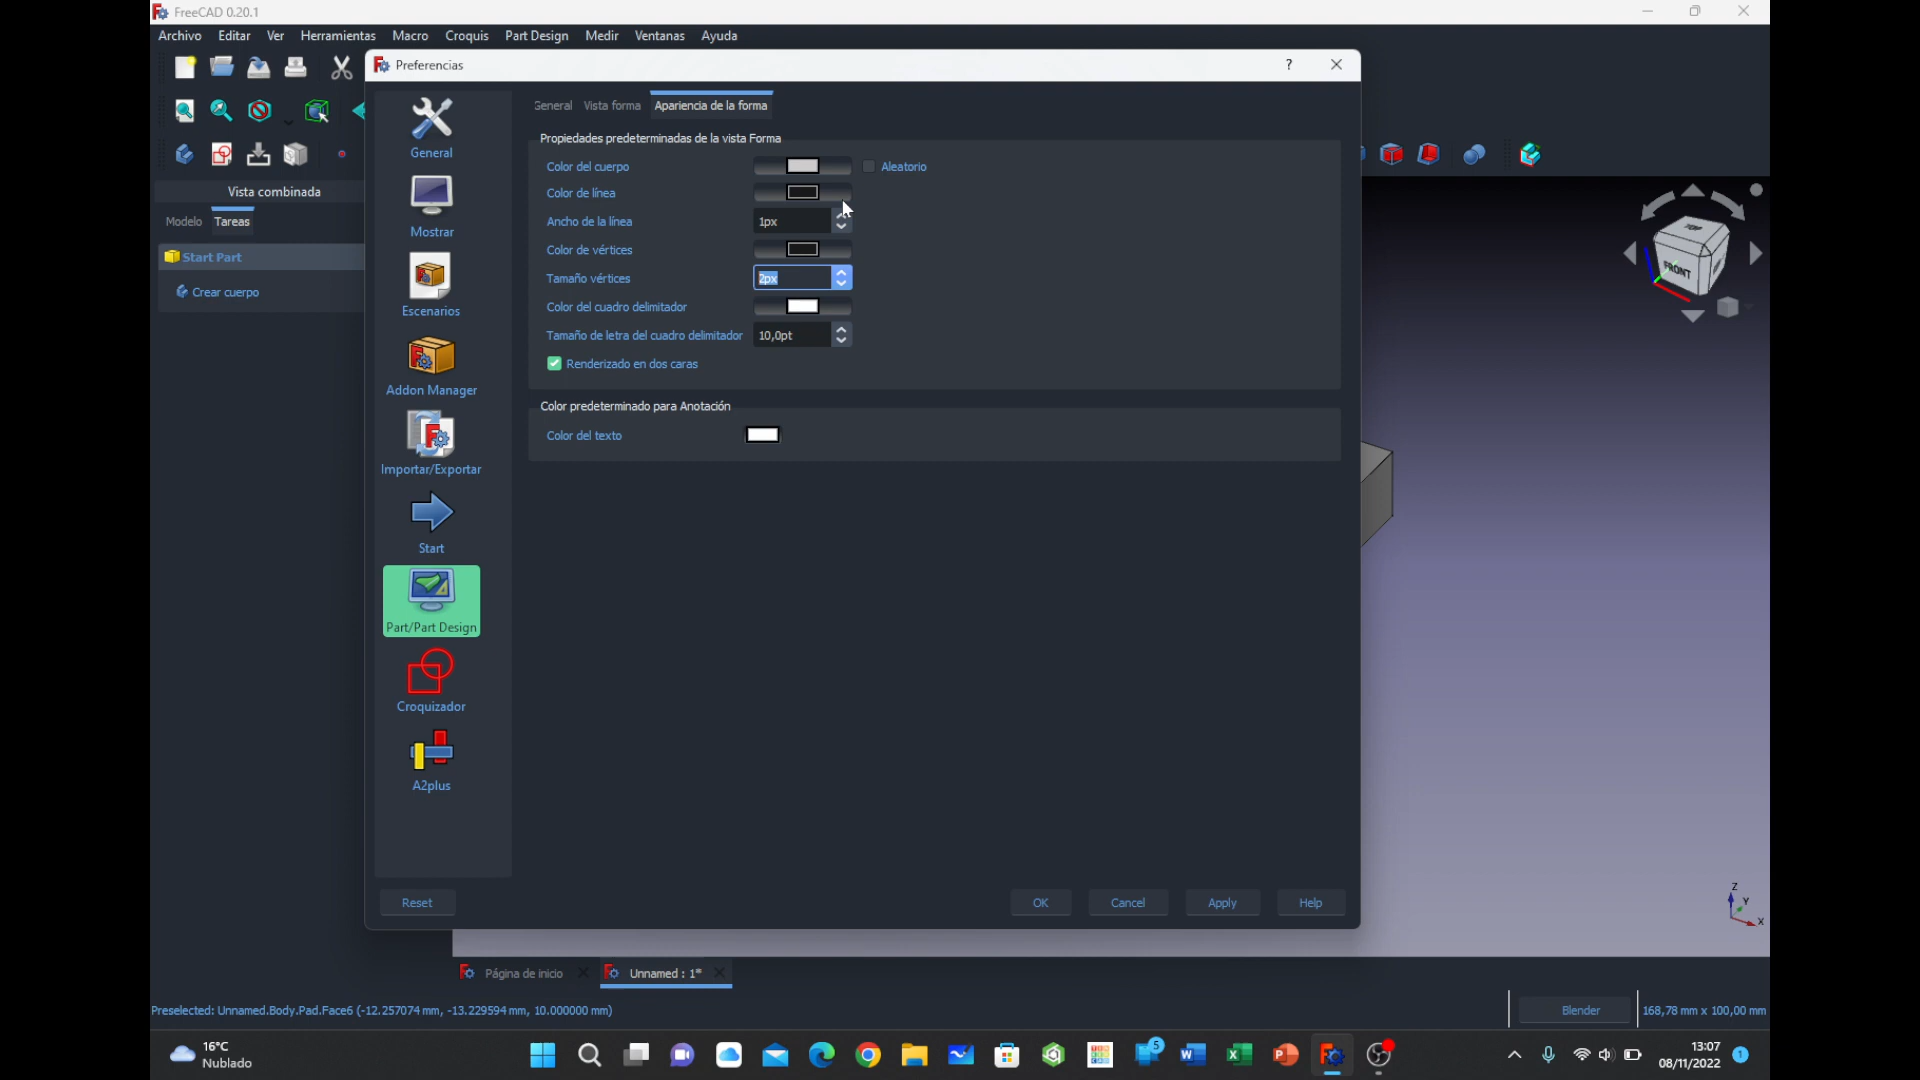 FreeCAD 0.20.1
Archivo Editar Ver Herramientas Macro Croquis Part Design Medir Ventanas Ayuda
Preferencias
?
General Vista forma Apariencia de la forma
General
Propiedades predeterminadas de la vista Forma
Color del cuerpo
Aleatorio
Vista combinada
Color de línea
Modelo Tareas
Mostrar
Ancho de la línea 1px
Color de vértices
Start Part
Tamaño vértices 2px
Crear cuerpo
Escenarios
Color del cuadro delimitador
Tamaño de letra del cuadro delimitador 10,0pt
Renderizado en dos caras
Addon Manager
Color predeterminado para Anotación
Color del texto
Importar/Exportar
Start
Part/Part Design
Croquizador
A2plus
TOP
FRONT
Reset OK Cancel Apply Help
Z
Y
X
Página de inicio Unnamed : 1*
Preselected: Unnamed.Body.Pad.Face6 (-12.257074 mm, -13.229594 mm, 10.000000 mm)
Blender 168,78 mm x 100,00 mm
16°C
Nublado
5
13:07
08/11/2022
1